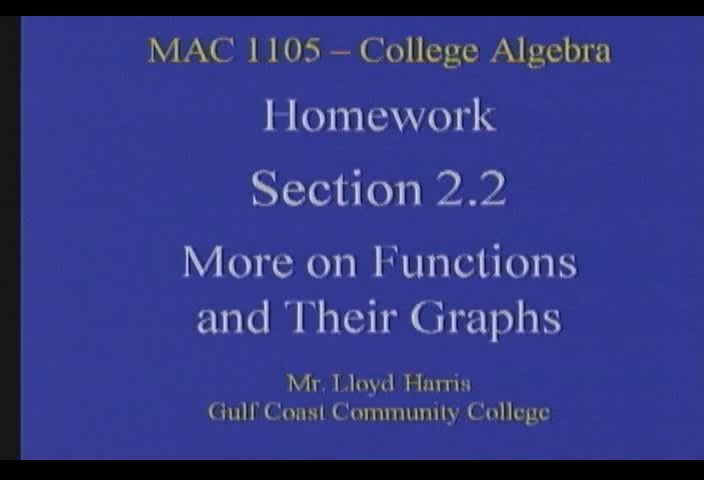 MAC 1105 – College Algebra
Homework
Section 2.2
More on Functions
and Their Graphs
Mr. Lloyd Harris
Gulf Coast Community College